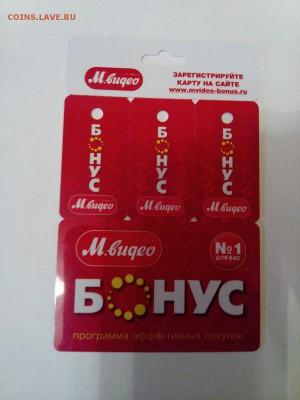 COINS.LAVE.RU
М.видео
ЗАРЕГИСТРИРУЙТЕ
КАРТУ НА САЙТЕ
www.mvideo-bonus.ru
БОНУС
М.видео
БОНУС
М.видео
БОНУС
М.видео
М.видео
№1
ДЛЯ ВАС
БОНУС
программа эффективных покупок